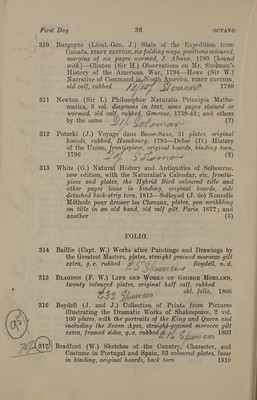 First Day 36 OCTAVO
310 Burgoyne (Lieut.-Gen. J.) State of the Expedition from
Canada, FIRST EDITION, six folding maps, positions coloured,
margins of six pages wormed, J. Almon, 1780 [bound
with]—Clinton (Sir H.) Observations on Mr. Stedman's
History of the American War, 1794—Howe (Sir W.)
Narrative of Command in North America, FIRST EDITION,
old calf, rubbed 1780
311 Newton (Sir I.) Philosophiæ Naturalis Principia Mathe-
matica, 3 vol. diagrams in text, some pages stained or
wormed, old calf, rubbed, Genevae, 1739-42; and others
by the same (7)
312 Potocki (J.) Voyage dans Basse-Saxe, 31 plates, original
boards, rubbed, Hambourg, 1795—Defoe (D.) History
of the Union, frontispiece, original boards, binding torn,
1796 (2)
313 White (G.) Natural History and Antiquities of Selbourne,
new edition, with the Naturalist's Calendar, etc. frontis-
piece and plates, the Hybrid Bird coloured title and
other pages loose in binding, original boards, side
detached back-strip torn, 1813—Solleysel (J. de) Nouvelle
Méthode pour dresser les Chevaux, plates, pen scribbling
on title in an old hand, old calf gilt, Paris, 1677; and
another (5)
FOLIO.
314 Baillie (Capt. W.) Works after Paintings and Drawings by
the Greatest Masters, plates, straight grained morocco gilt
extra, g.e. rubbed Boydell, n.d.
315 BLAGDON (F. W.) LIFE AND WORKS OF GEORGE MORLAND,
twenty coloured plates, original half calf, rubbed
obl. folio, 1806
316 Boydell (J. and J.) Collection of Prints from Pictures
illustrating the Dramatic Works of Shakespeare, 2 vol.
100 plates, with the portraits of the King and Queen and
including the Seven Ages, straight-grained morocco gilt
extra, framed sides, g.e. rubbed 1803
317 Bradford (W.) Sketches of the Country, Character, and
Costume in Portugal and Spain, 53 coloured plates, loose
in binding, original boards, back torn 1810